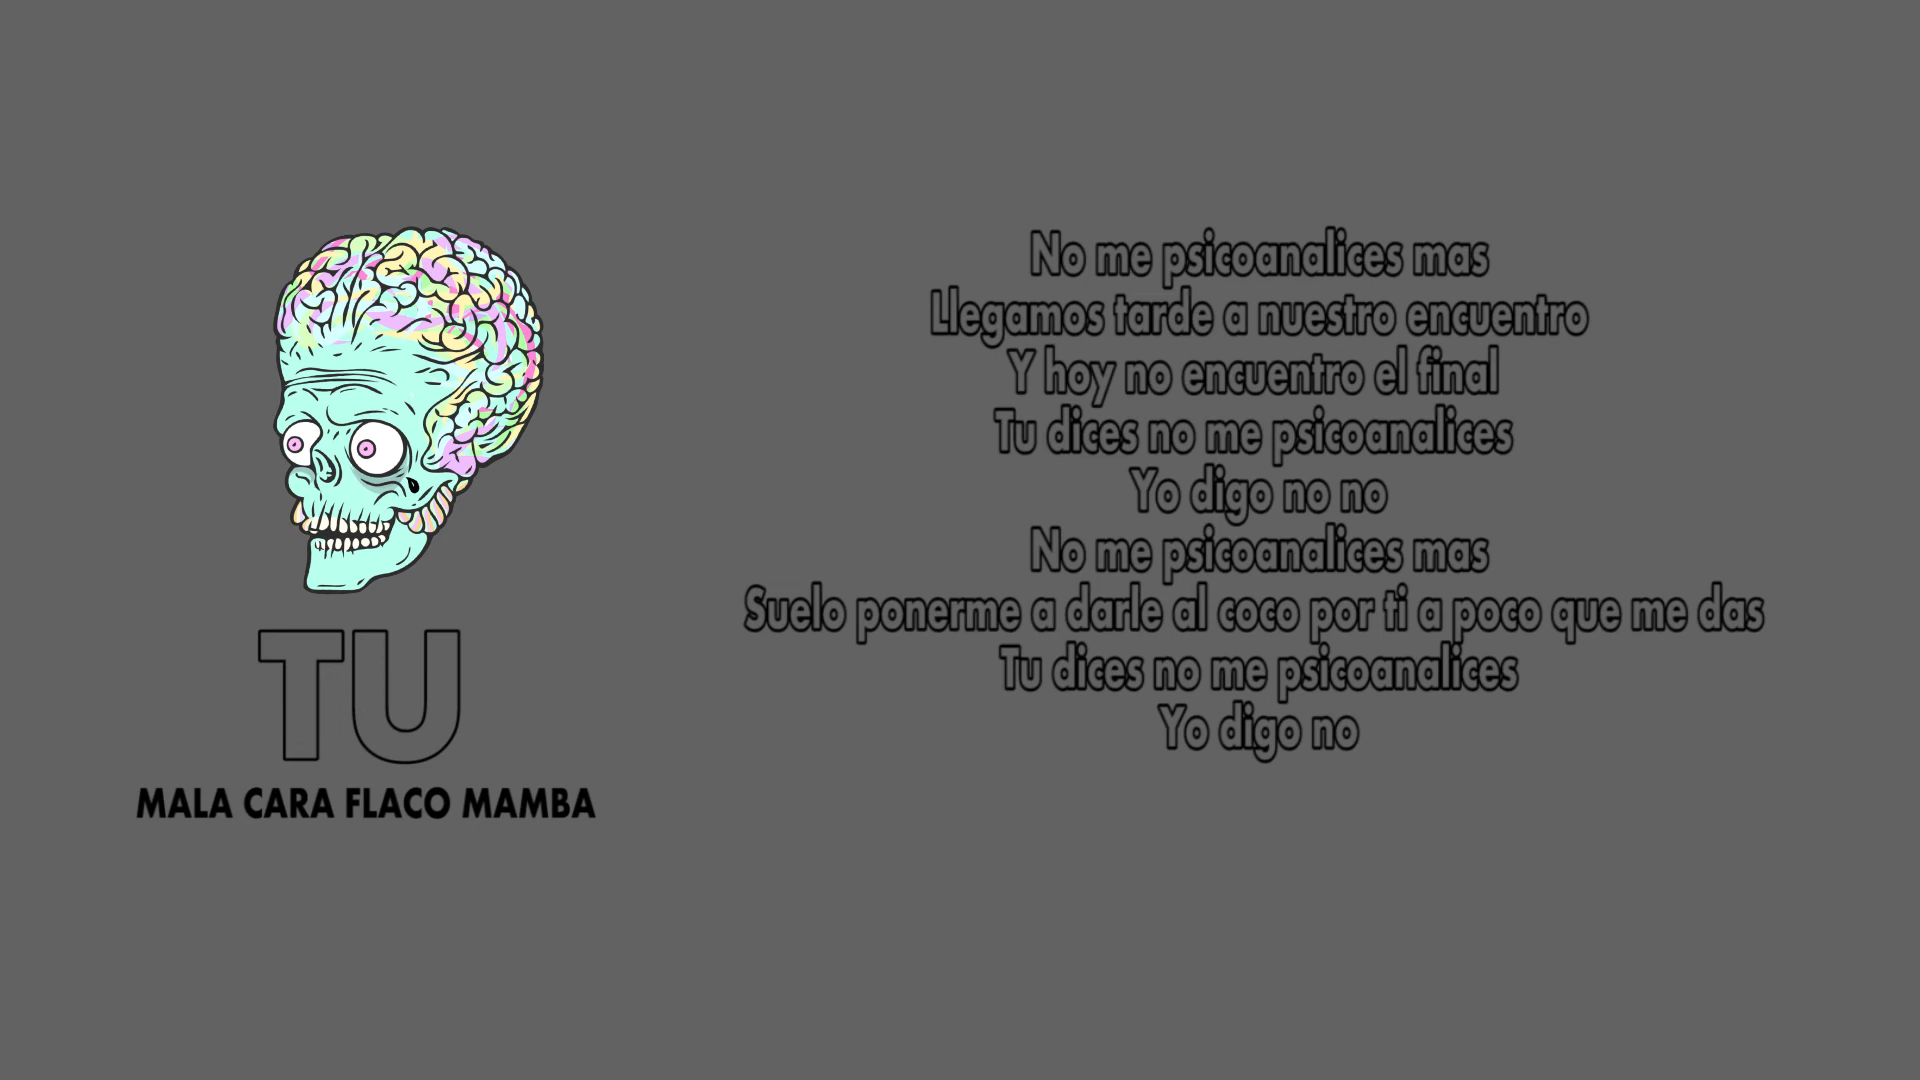 TU
MALA CARA FLACO MAMBA
No me psicoanalices mas
Llegamos tarde a nuestro encuentro
Y hoy no encuentro el final
Tu dices no me psicoanalices
Yo digo no no
No me psicoanalices mas
Suelo ponerme a darle al coco por ti a poco que me das
Tu dices no me psicoanalices
Yo digo no